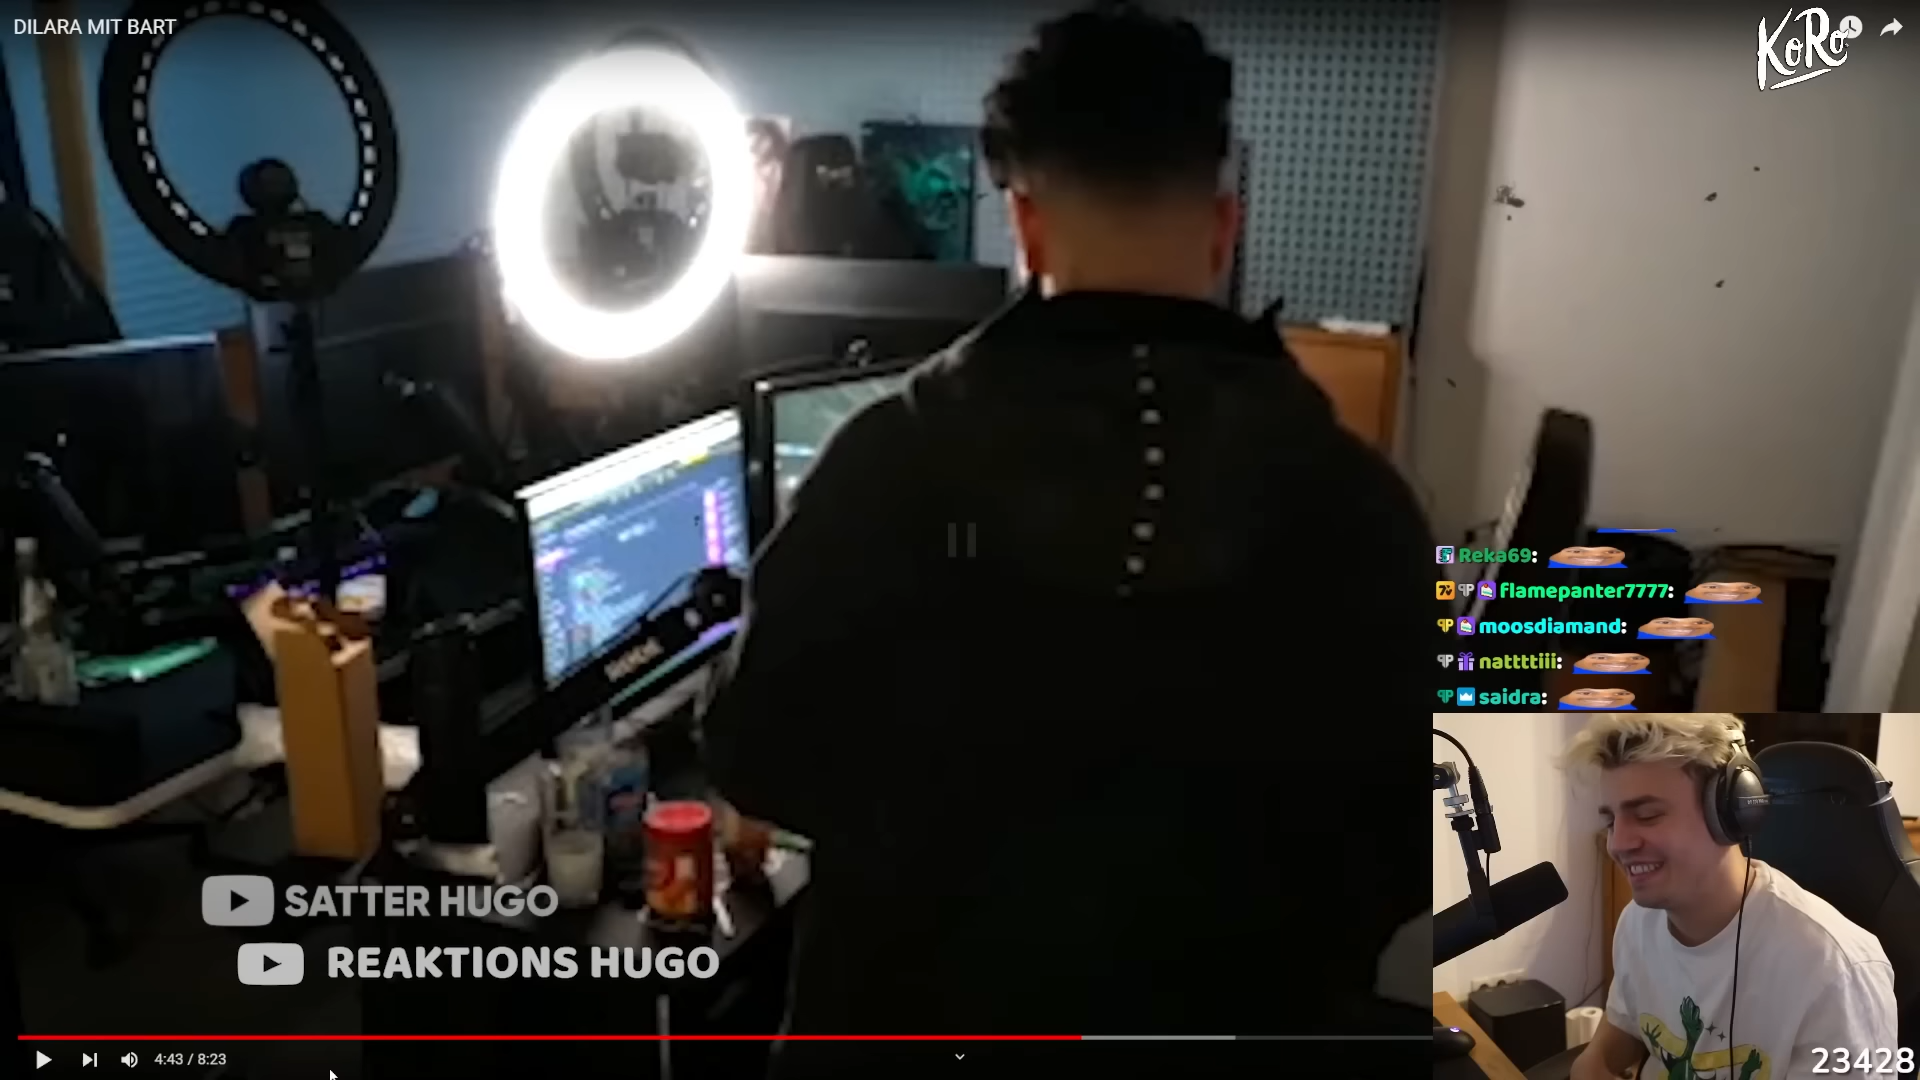 DILARA MIT BART
KoRo
Reka69:
flamepanter7777:
moosdiamand:
nattttiii:
saidra:
SATTER HUGO
REAKTIONS HUGO
4:43 / 8:23
23428